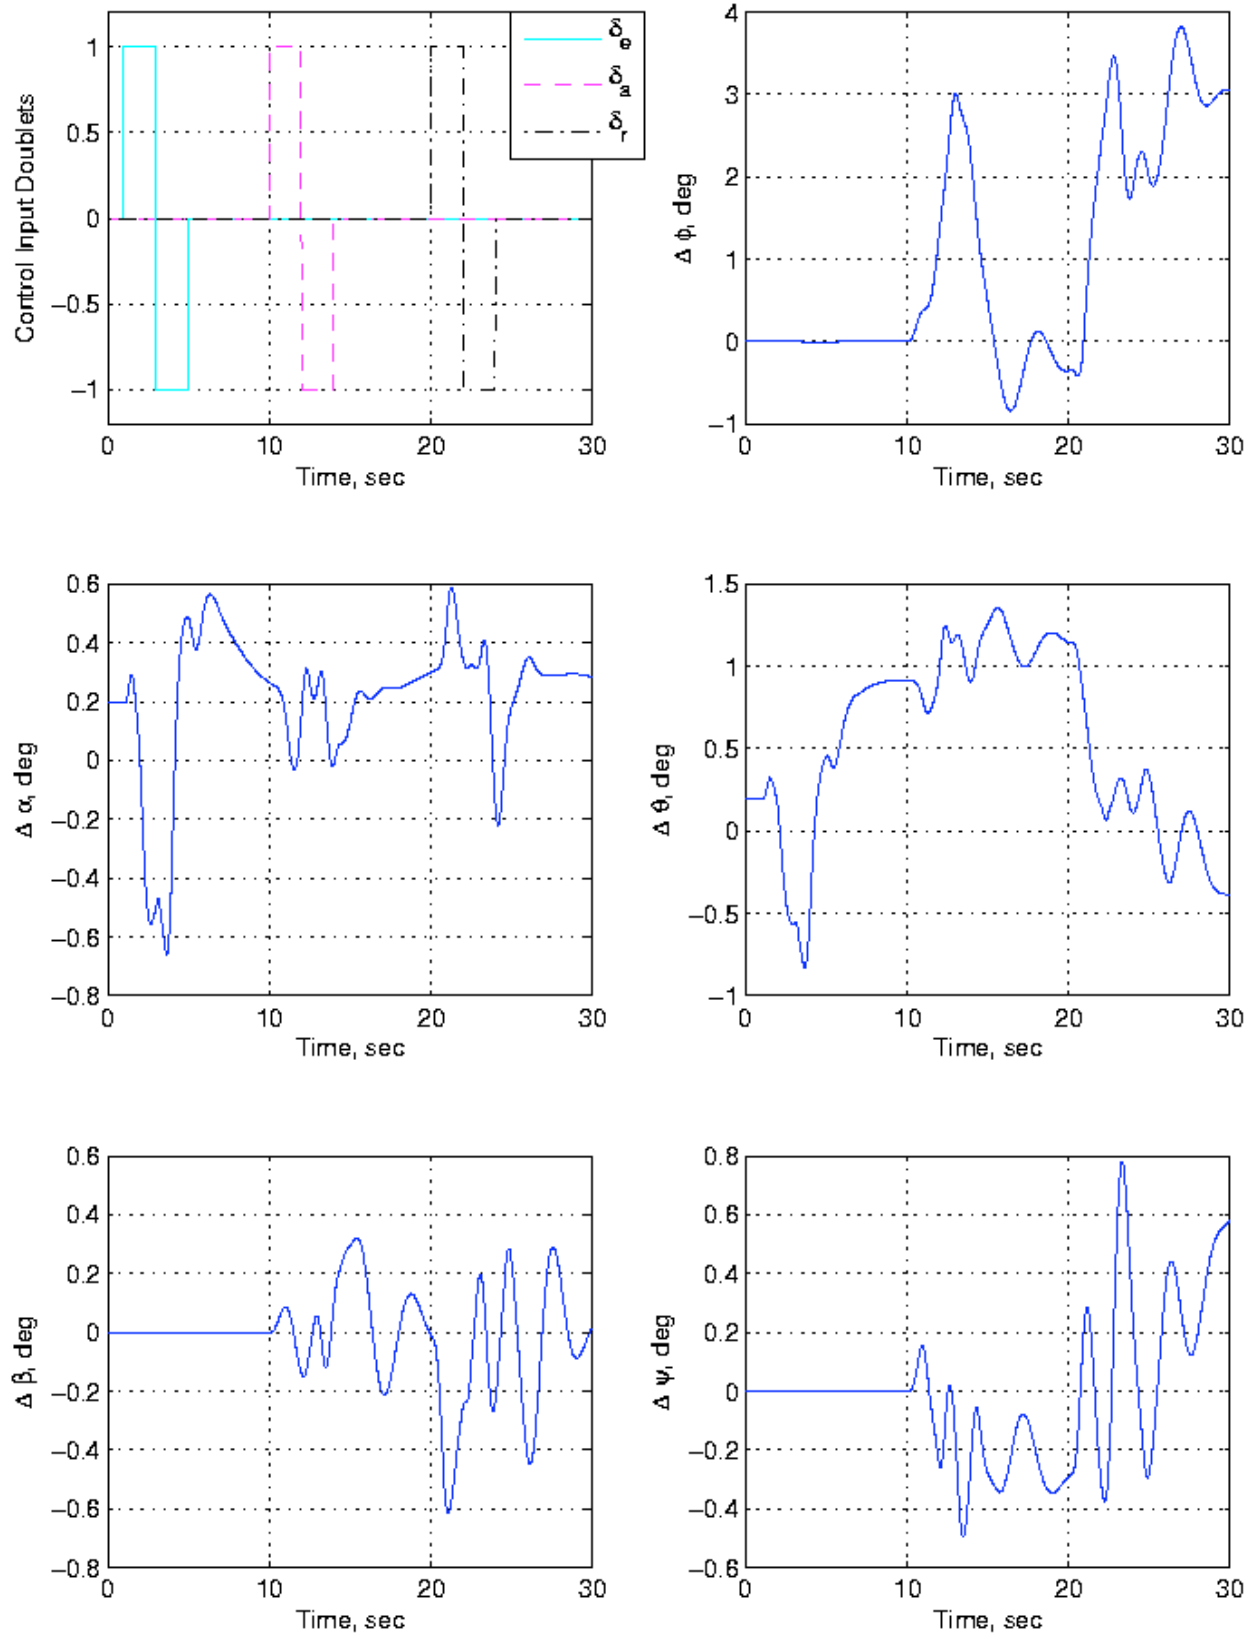 Control Input Doublets
1
0.5
0
−0.5
−1
0 10 20 30
Time, sec
δe
δa
δr
Δ ϕ, deg
4
3
2
1
0
−1
0 10 20 30
Time, sec
Δ α, deg
0.6
0.4
0.2
0
−0.2
−0.4
−0.6
−0.8
0 10 20 30
Time, sec
Δ θ, deg
1.5
1
0.5
0
−0.5
−1
0 10 20 30
Time, sec
Δ β, deg
0.6
0.4
0.2
0
−0.2
−0.4
−0.6
−0.8
0 10 20 30
Time, sec
Δ ψ, deg
0.8
0.6
0.4
0.2
0
−0.2
−0.4
−0.6
0 10 20 30
Time, sec